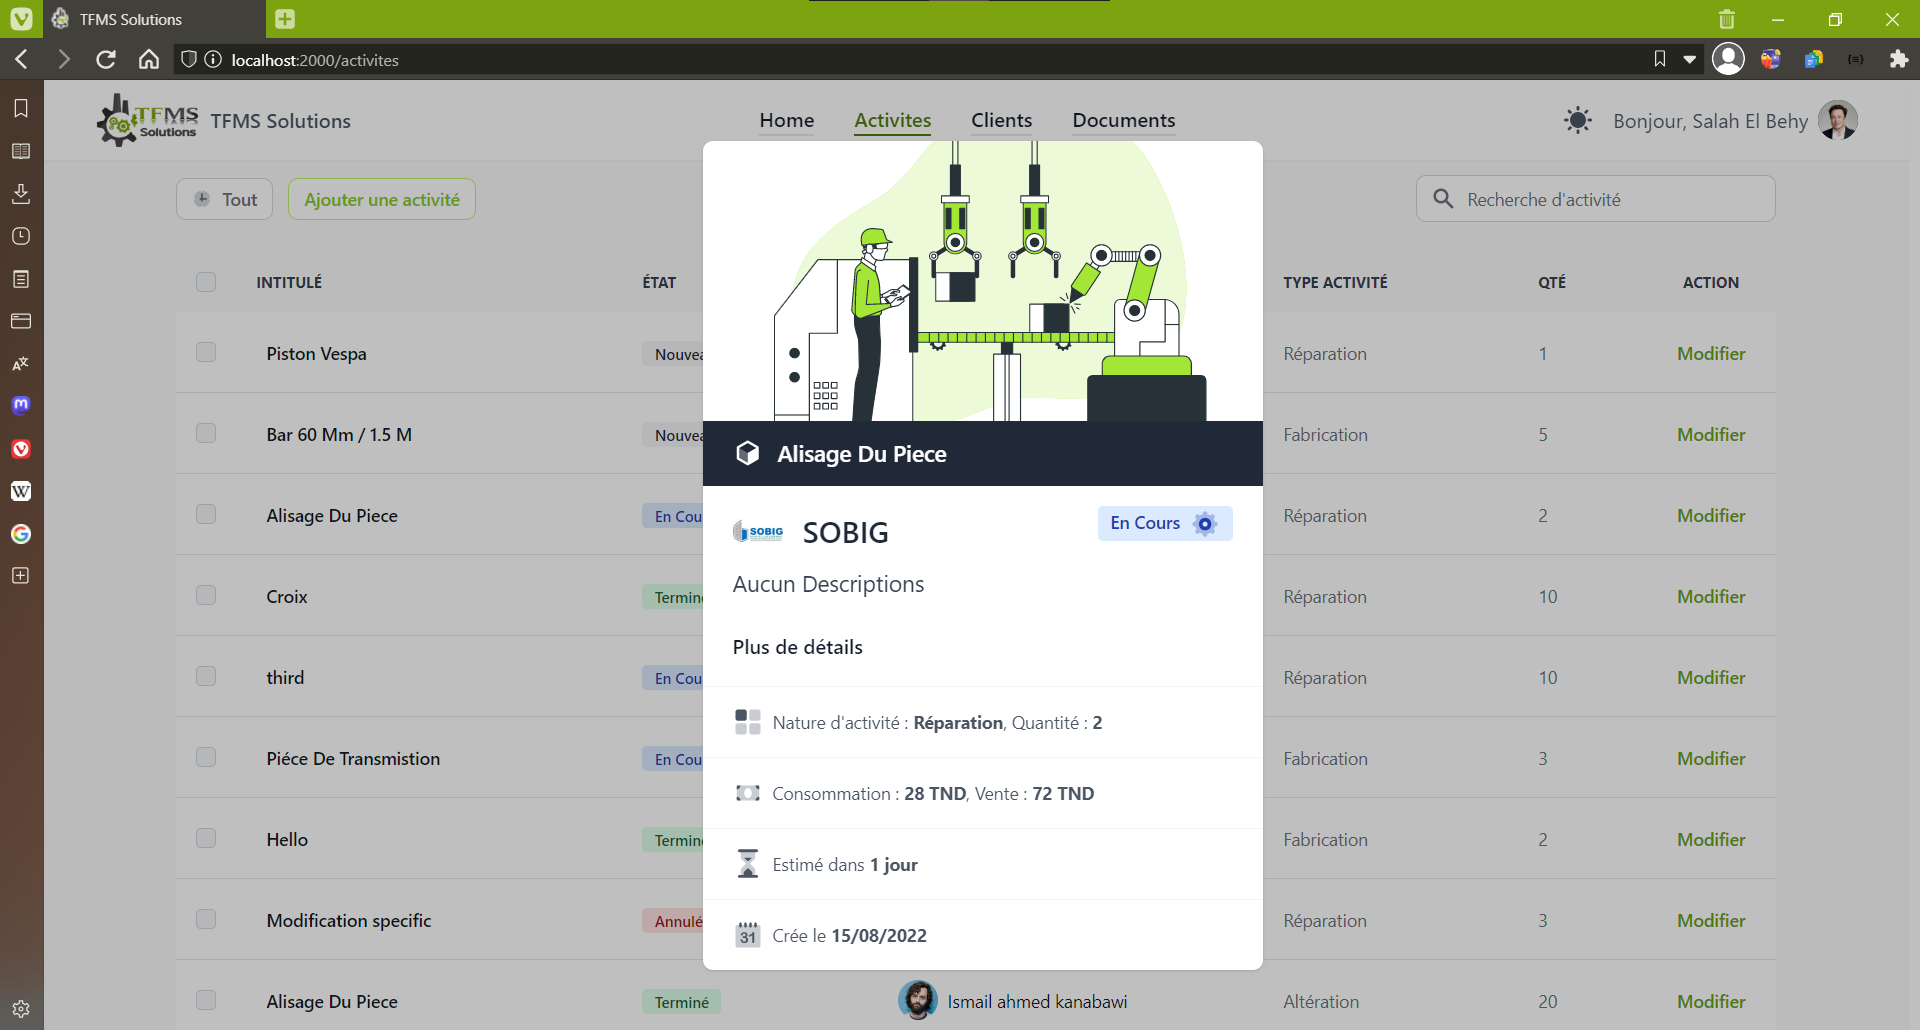 TFMS Solutions
localhost:2000/activites
TFMS
Solutions
TFMS Solutions
Home
Activites
Clients
Documents
Bonjour, Salah El Behy
Tout
Ajouter une activité
Recherche d'activité
INTITULÉ
ÉTAT
TYPE ACTIVITÉ
QTÉ
ACTION
Piston Vespa
Nouvea
Réparation
1
Modifier
Bar 60 Mm / 1.5 M
Nouvea
Fabrication
5
Modifier
Alisage Du Piece
En Cou
Réparation
2
Modifier
Croix
Terminé
Réparation
10
Modifier
third
En Cou
Réparation
10
Modifier
Piéce De Transmistion
En Cou
Fabrication
3
Modifier
Hello
Terminé
Fabrication
2
Modifier
Modification specific
Annulé
Réparation
3
Modifier
Alisage Du Piece
Terminé
Ismail ahmed kanabawi
Altération
20
Modifier
Alisage Du Piece
SOBIG
SOBIG
En Cours
Aucun Descriptions
Plus de détails
Nature d'activité : Réparation, Quantité : 2
Consommation : 28 TND, Vente : 72 TND
Estimé dans 1 jour
31
Crée le 15/08/2022